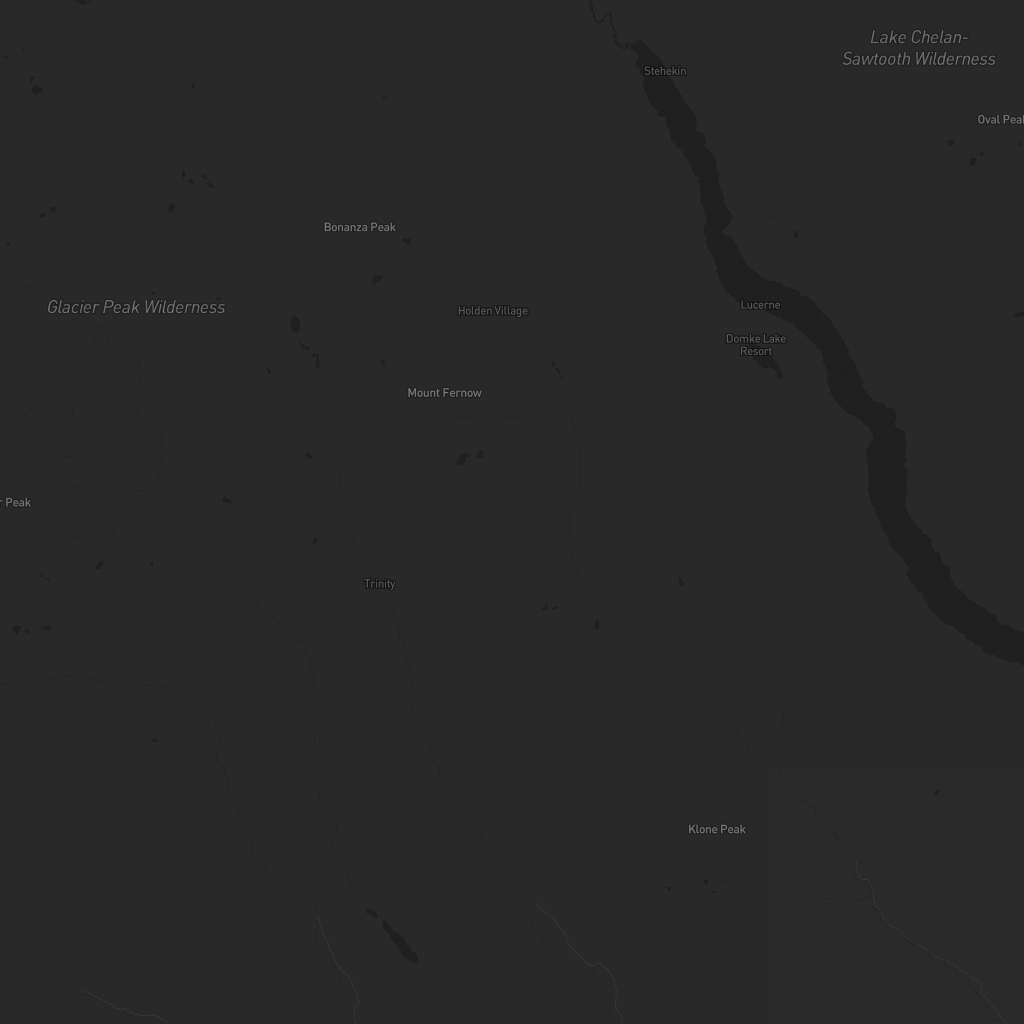 Lake Chelan-
Sawtooth Wilderness
Stehekin
Oval Peak
Bonanza Peak
Glacier Peak Wilderness
Holden Village
Lucerne
Domke Lake
Resort
Mount Fernow
r Peak
Trinity
Klone Peak